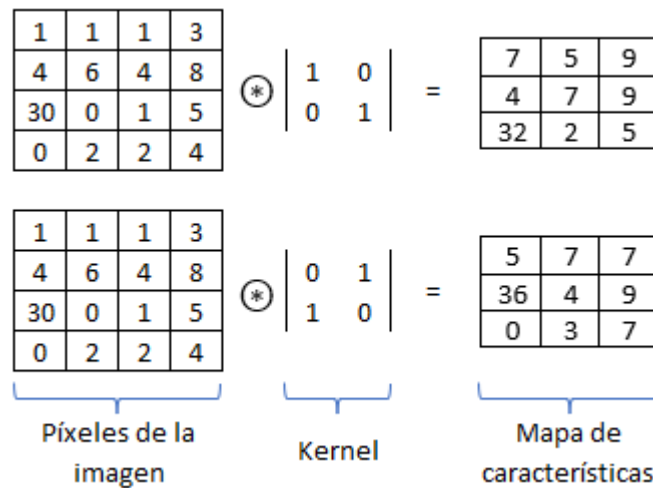 1 1 1 3
4 6 4 8
30 0 1 5
0 2 2 4
*
1 0
0 1
=
7 5 9
4 7 9
32 2 5
1 1 1 3
4 6 4 8
30 0 1 5
0 2 2 4
*
0 1
1 0
=
5 7 7
36 4 9
0 3 7
Píxeles de la
imagen
Kernel
Mapa de
características